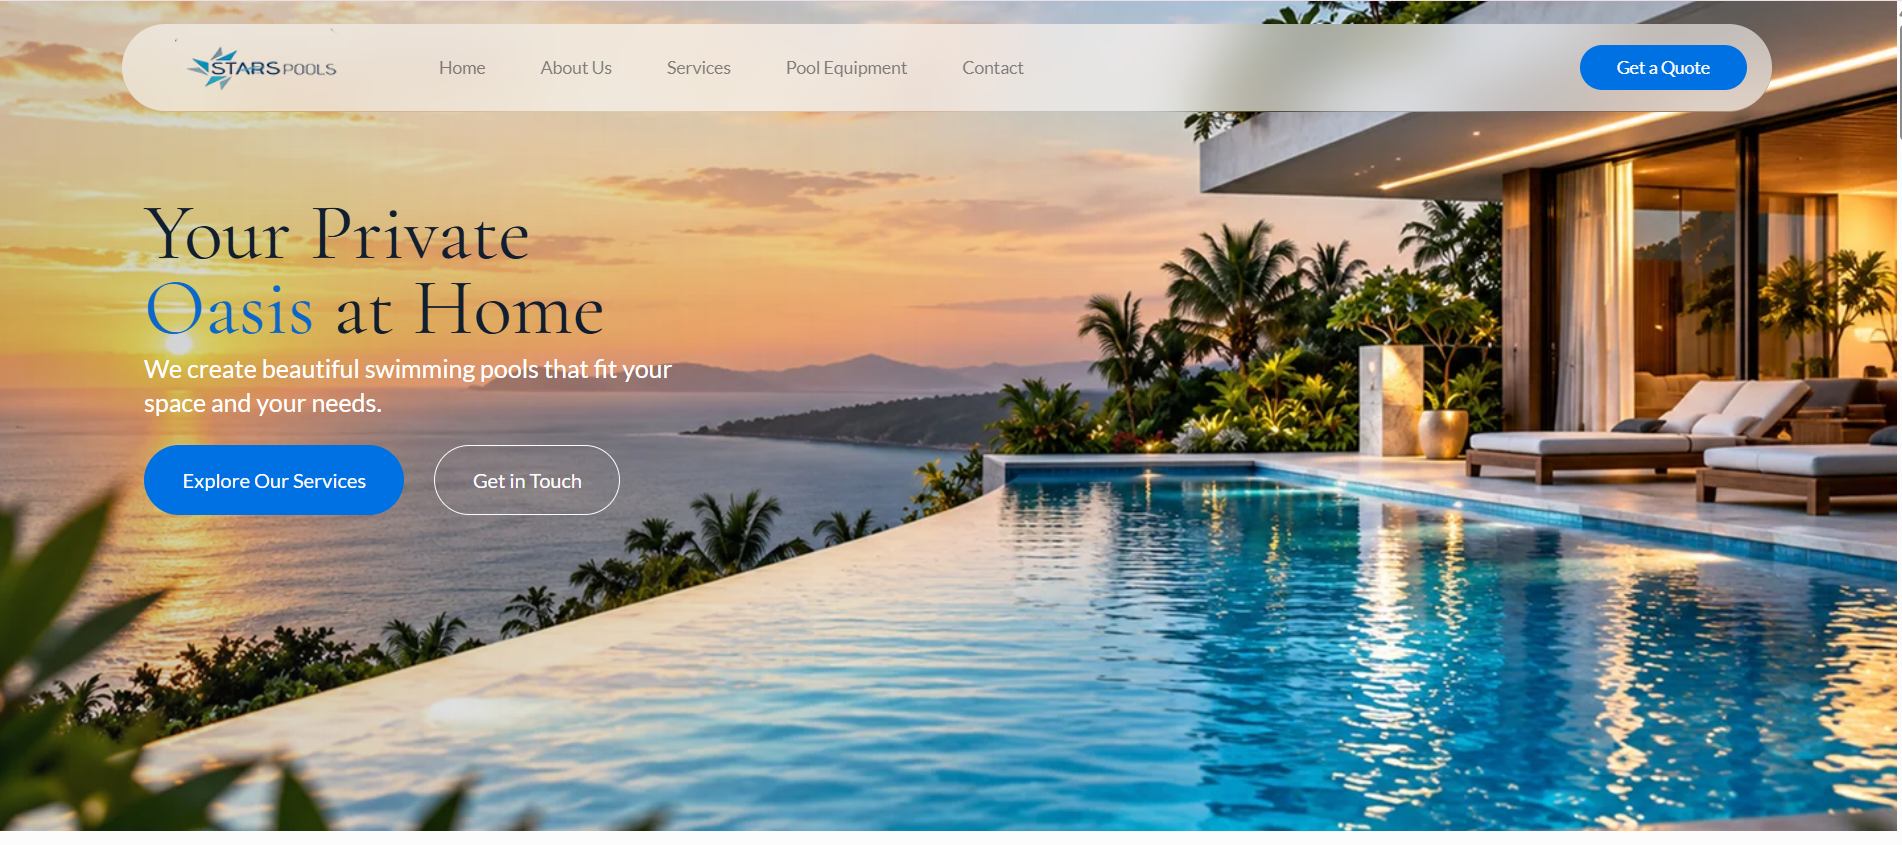 STARS POOLS
Home
About Us
Services
Pool Equipment
Contact
Get a Quote
Your Private
Oasis at Home
We create beautiful swimming pools that fit your
space and your needs.
Explore Our Services
Get in Touch